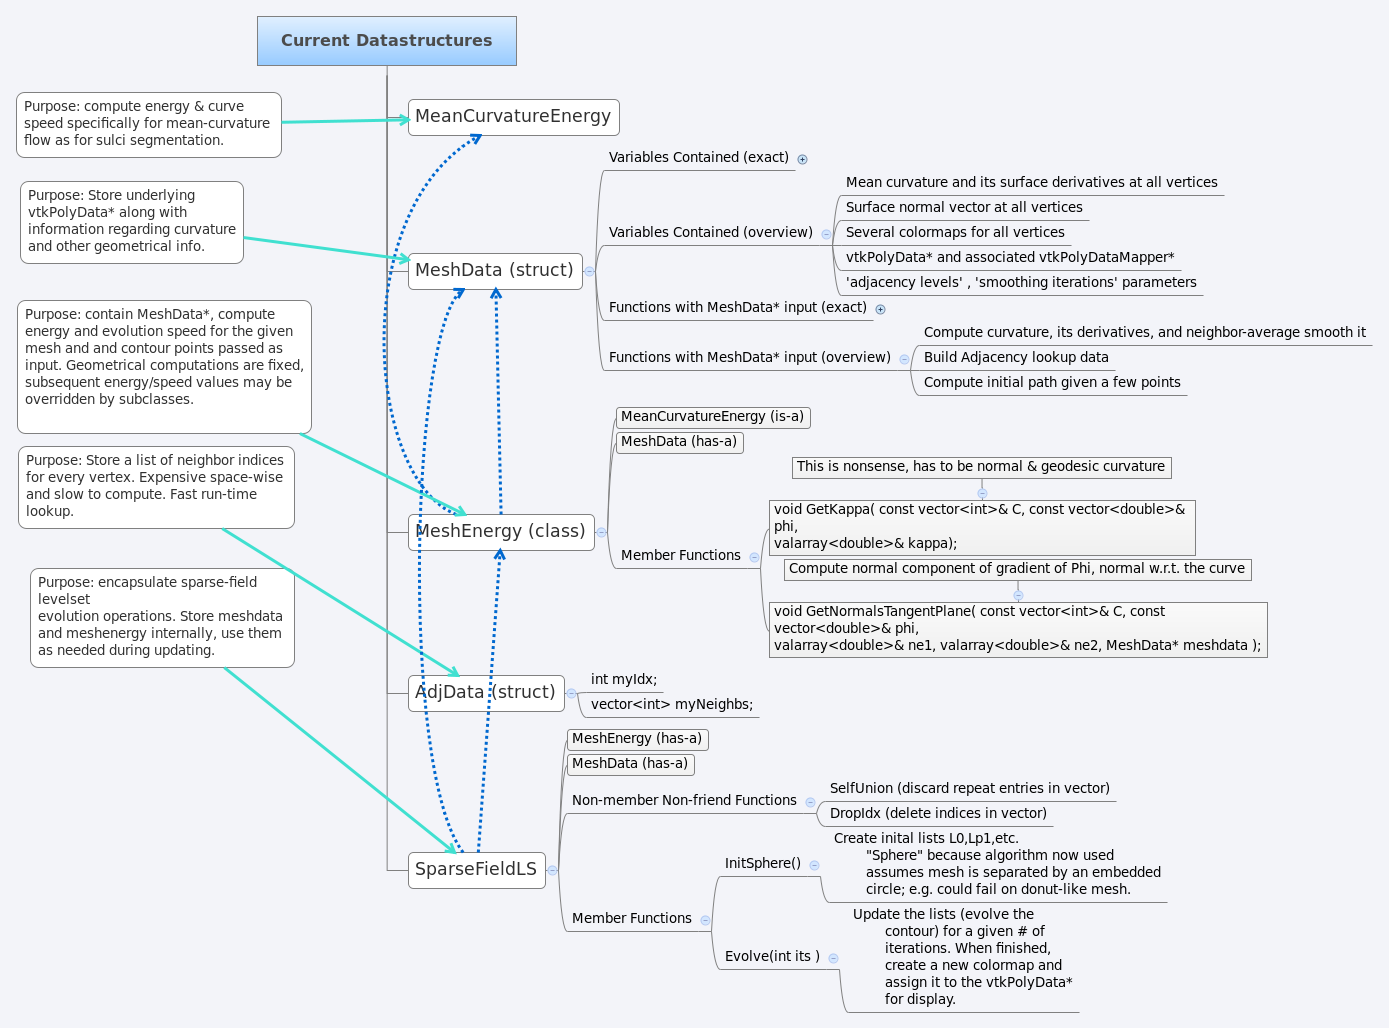 Current Datastructures
Purpose: compute energy & curve
speed specifically for mean-curvature
flow as for sulci segmentation.
MeanCurvatureEnergy
Purpose: Store underlying
vtkPolyData* along with
information regarding curvature
and other geometrical info.
MeshData (struct)
Variables Contained (exact)
Variables Contained (overview)
Mean curvature and its surface derivatives at all vertices
Surface normal vector at all vertices
Several colormaps for all vertices
vtkPolyData* and associated vtkPolyDataMapper*
'adjacency levels' , 'smoothing iterations' parameters
Functions with MeshData* input (exact)
Functions with MeshData* input (overview)
Compute curvature, its derivatives, and neighbor-average smooth it
Build Adjacency lookup data
Compute initial path given a few points
Purpose: contain MeshData*, compute
energy and evolution speed for the given
mesh and and contour points passed as
input. Geometrical computations are fixed,
subsequent energy/speed values may be
overridden by subclasses.
MeshEnergy (class)
MeanCurvatureEnergy (is-a)
MeshData (has-a)
Member Functions
This is nonsense, has to be normal & geodesic curvature
void GetKappa( const vector<int>& C, const vector<double>&
phi,
valarray<double>& kappa);
Compute normal component of gradient of Phi, normal w.r.t. the curve
void GetNormalsTangentPlane( const vector<int>& C, const
vector<double>& phi,
valarray<double>& ne1, valarray<double>& ne2, MeshData* meshdata );
Purpose: Store a list of neighbor indices
for every vertex. Expensive space-wise
and slow to compute. Fast run-time
lookup.
AdjData (struct)
int myIdx;
vector<int> myNeighbs;
Purpose: encapsulate sparse-field
levelset
evolution operations. Store meshdata
and meshenergy internally, use them
as needed during updating.
SparseFieldLS
MeshEnergy (has-a)
MeshData (has-a)
Non-member Non-friend Functions
SelfUnion (discard repeat entries in vector)
DropIdx (delete indices in vector)
Member Functions
InitSphere()
Create inital lists L0,Lp1,etc.
"Sphere" because algorithm now used
assumes mesh is separated by an embedded
circle; e.g. could fail on donut-like mesh.
Evolve(int its )
Update the lists (evolve the
contour) for a given # of
iterations. When finished,
create a new colormap and
assign it to the vtkPolyData*
for display.